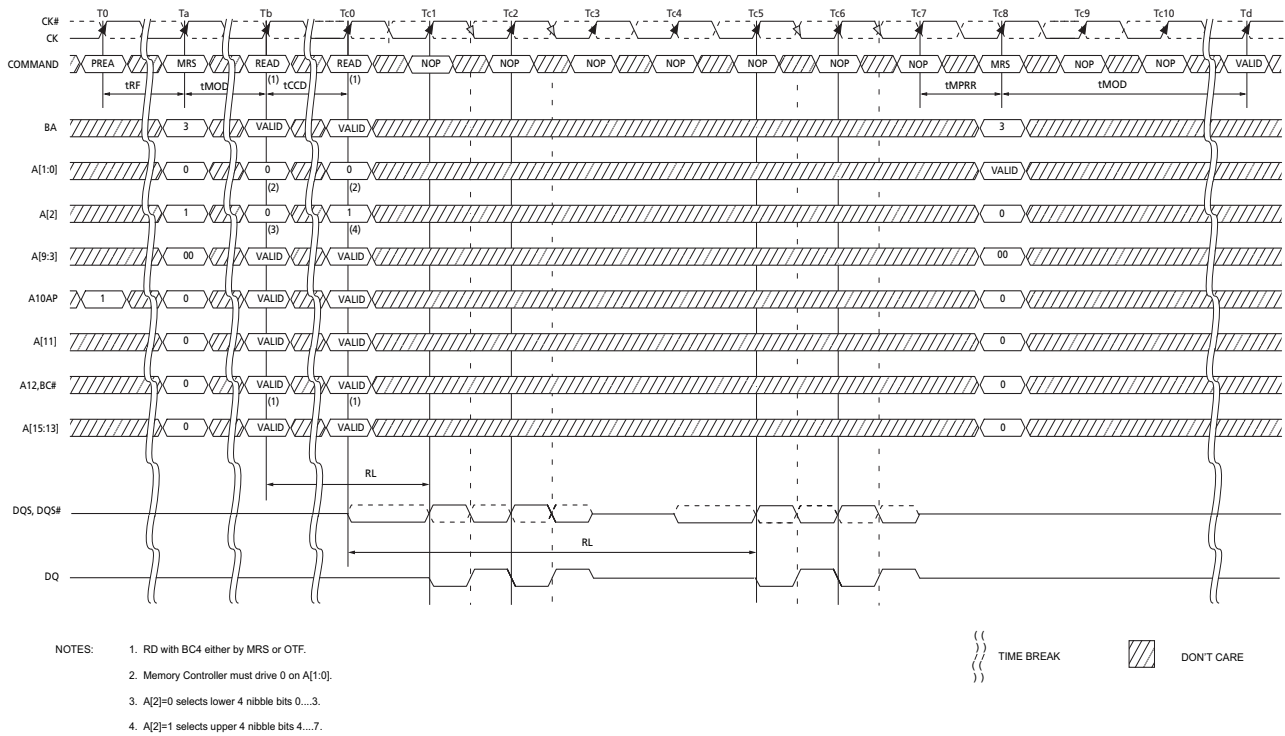 T0 Ta Tb Tc0 Tc1 Tc2 Tc3 Tc4 Tc5 Tc6 Tc7 Tc8 Tc9 Tc10 Td
CK#
CK
COMMAND PREA MRS READ READ NOP NOP NOP NOP NOP NOP NOP MRS NOP NOP VALID
(1) (1)
tRF tMOD tCCD tMPRR tMOD
BA 3 VALID VALID 3
A[1:0] 0 0 0 VALID
(2) (2)
A[2] 1 0 1 0
(3) (4)
A[9:3] 00 VALID VALID 00
A10AP 1 0 VALID VALID 0
A[11] 0 VALID VALID 0
A12,BC# 0 VALID VALID 0
(1) (1)
A[15:13] 0 VALID VALID 0
RL
DQS, DQS#
RL
DQ
NOTES: 1. RD with BC4 either by MRS or OTF.
2. Memory Controller must drive 0 on A[1:0].
3. A[2]=0 selects lower 4 nibble bits 0....3.
4. A[2]=1 selects upper 4 nibble bits 4....7.
TIME BREAK DON'T CARE